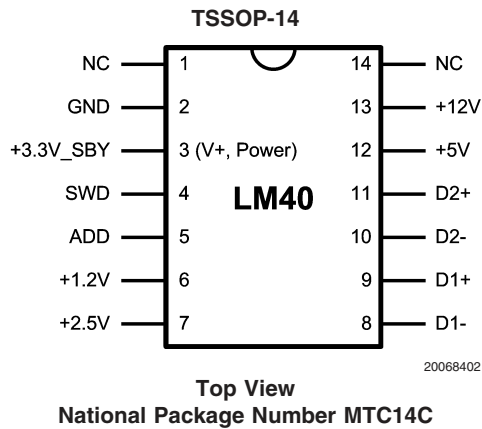 TSSOP-14
NC 1 14 NC
GND 2 13 +12V
+3.3V_SBY 3 (V+, Power) 12 +5V
SWD 4 LM40 11 D2+
ADD 5 10 D2-
+1.2V 6 9 D1+
+2.5V 7 8 D1-
20068402
Top View
National Package Number MTC14C